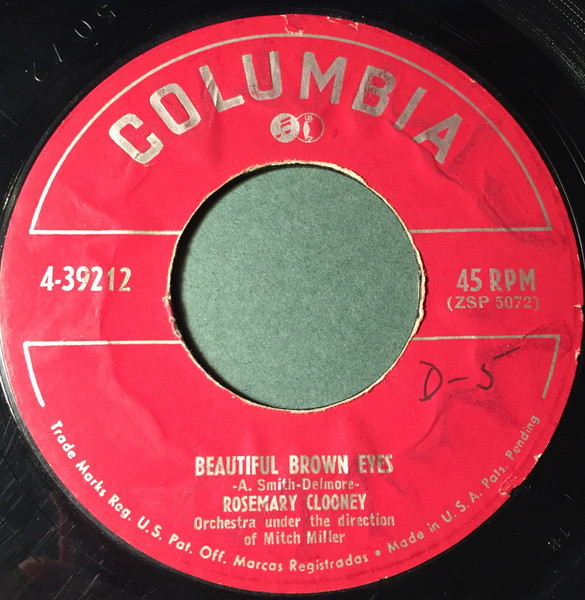 COLUMBIA
4-39212
45 RPM
(ZSP 5072)
D-5
BEAUTIFUL BROWN EYES
-A. Smith-Delmore-
ROSEMARY CLOONEY
Orchestra under the direction
of Mitch Miller
Trade Marks Reg. U.S. Pat. Off. Marcas Registradas • Made in U.S.A. Pats. Pending